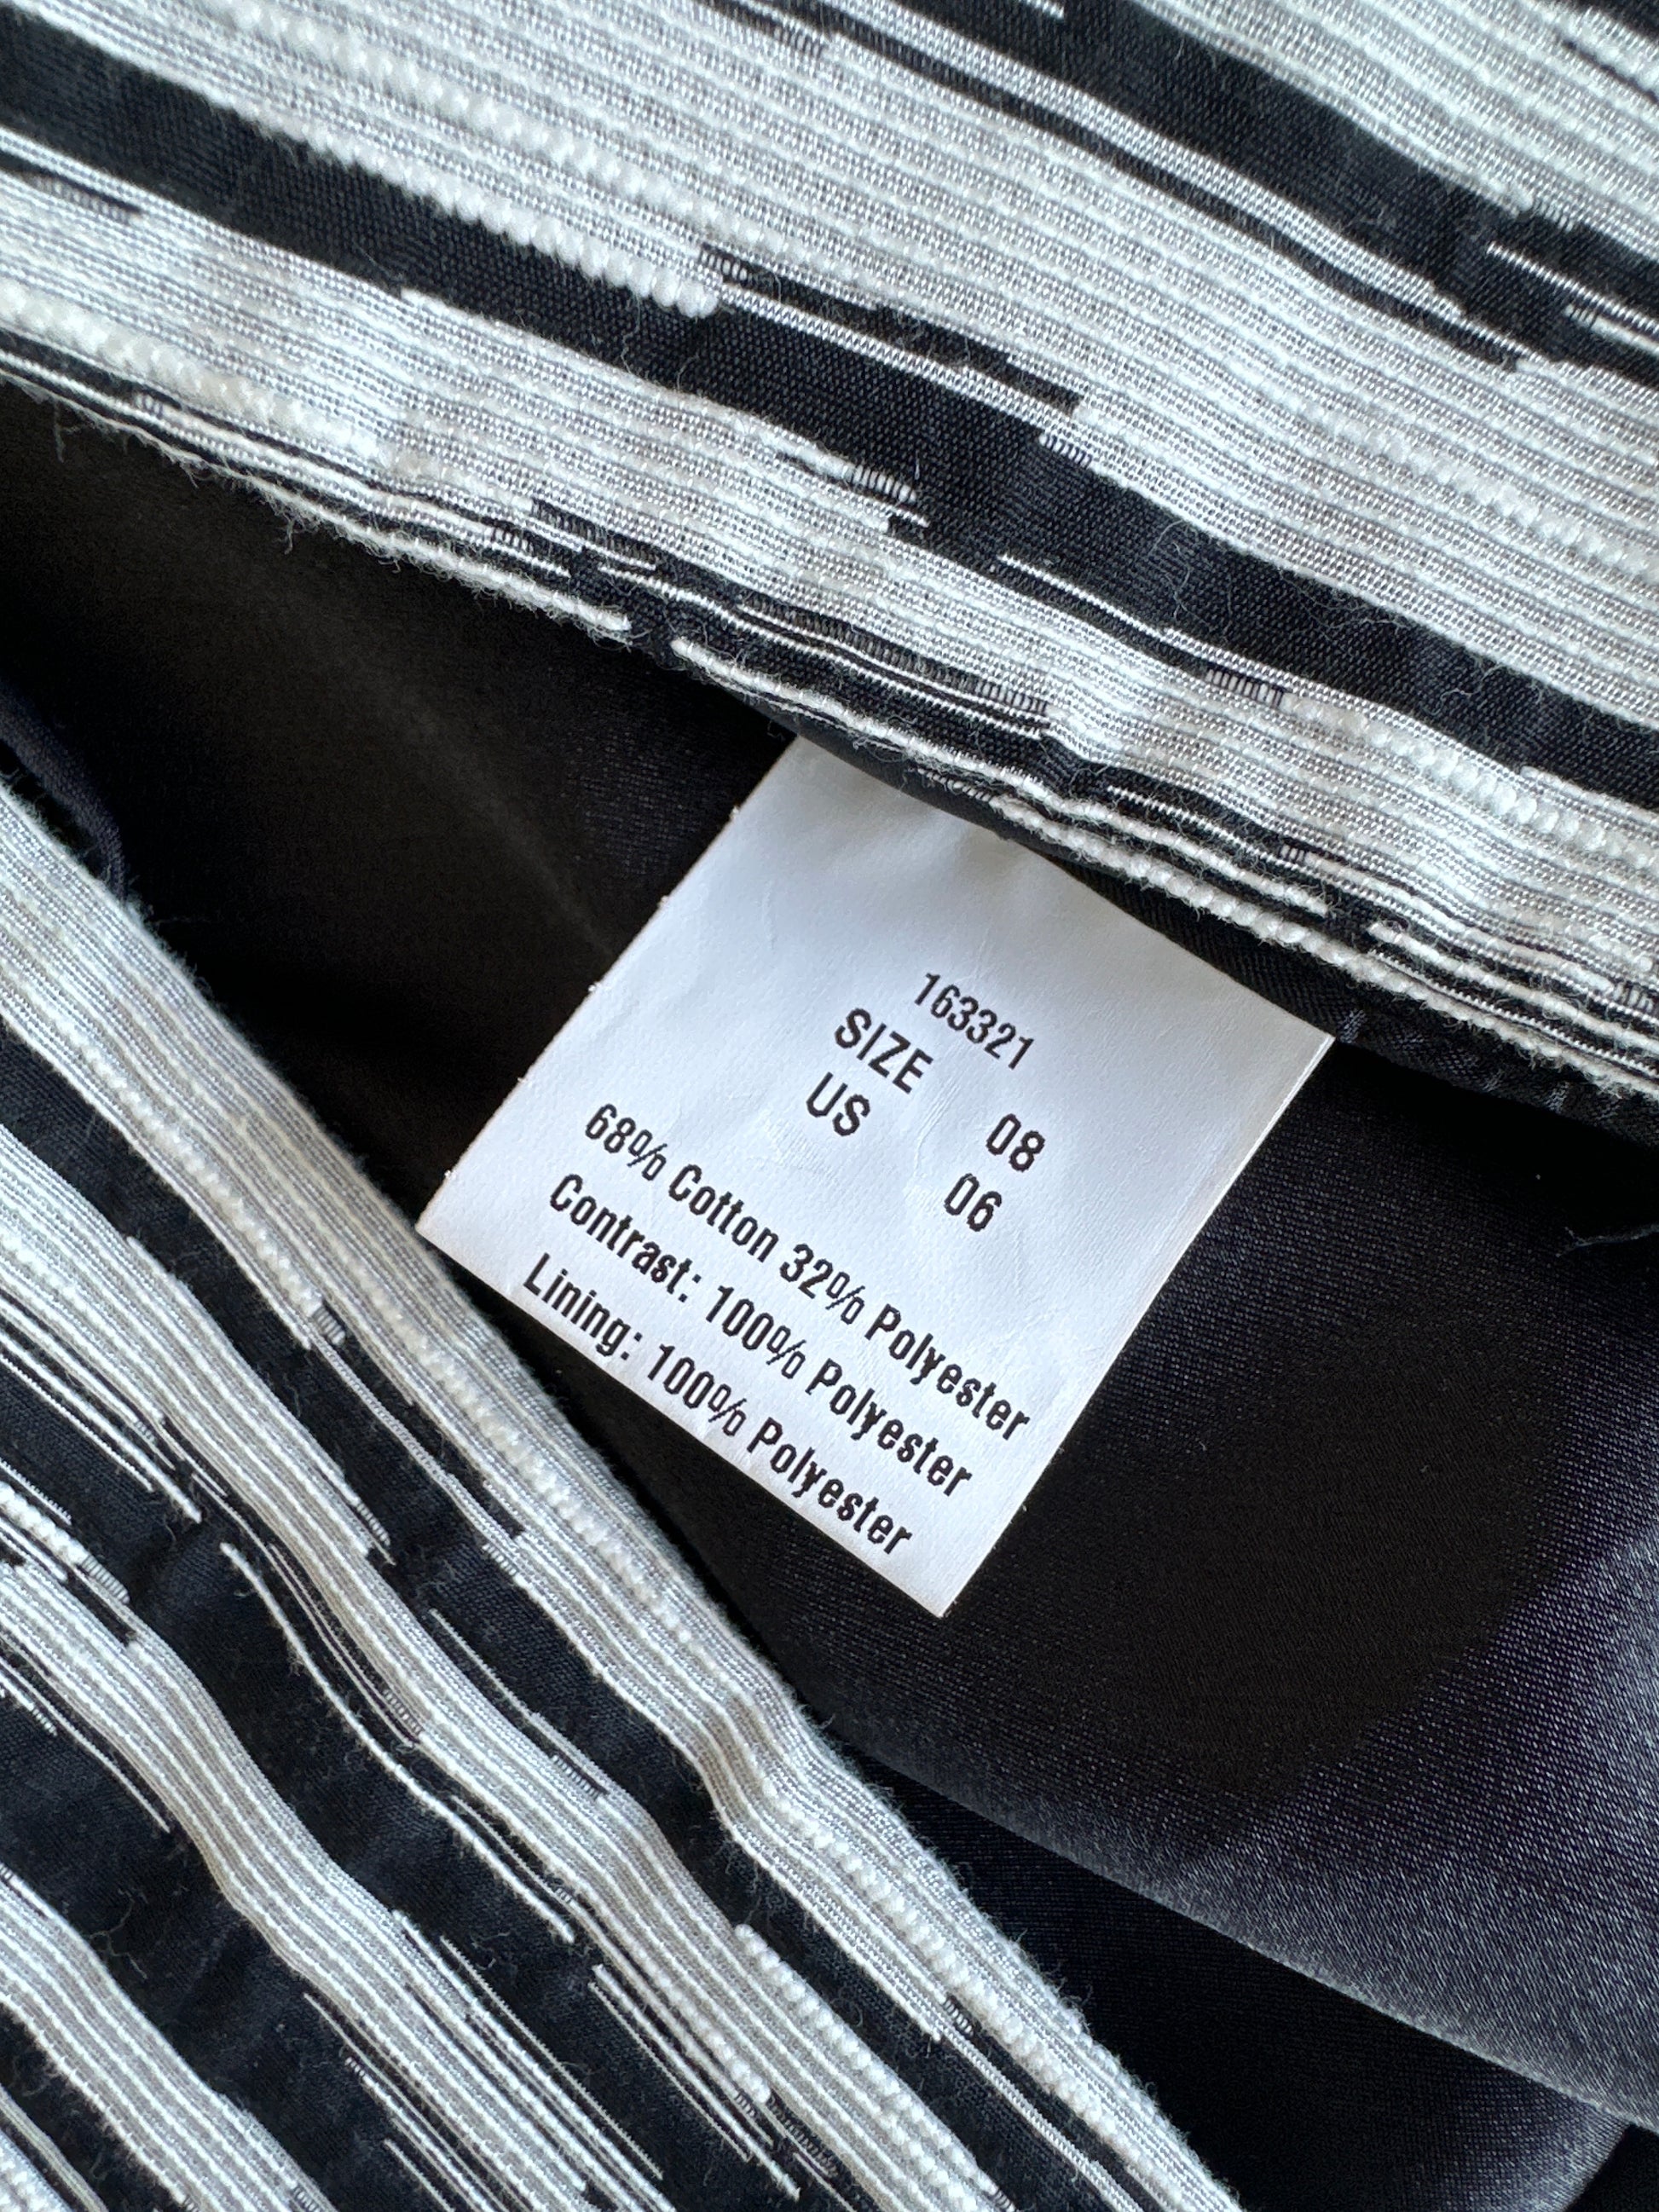 163321
SIZE 08
US 06
68% Cotton 32% Polyester
Contrast: 100% Polyester
Lining: 100% Polyester